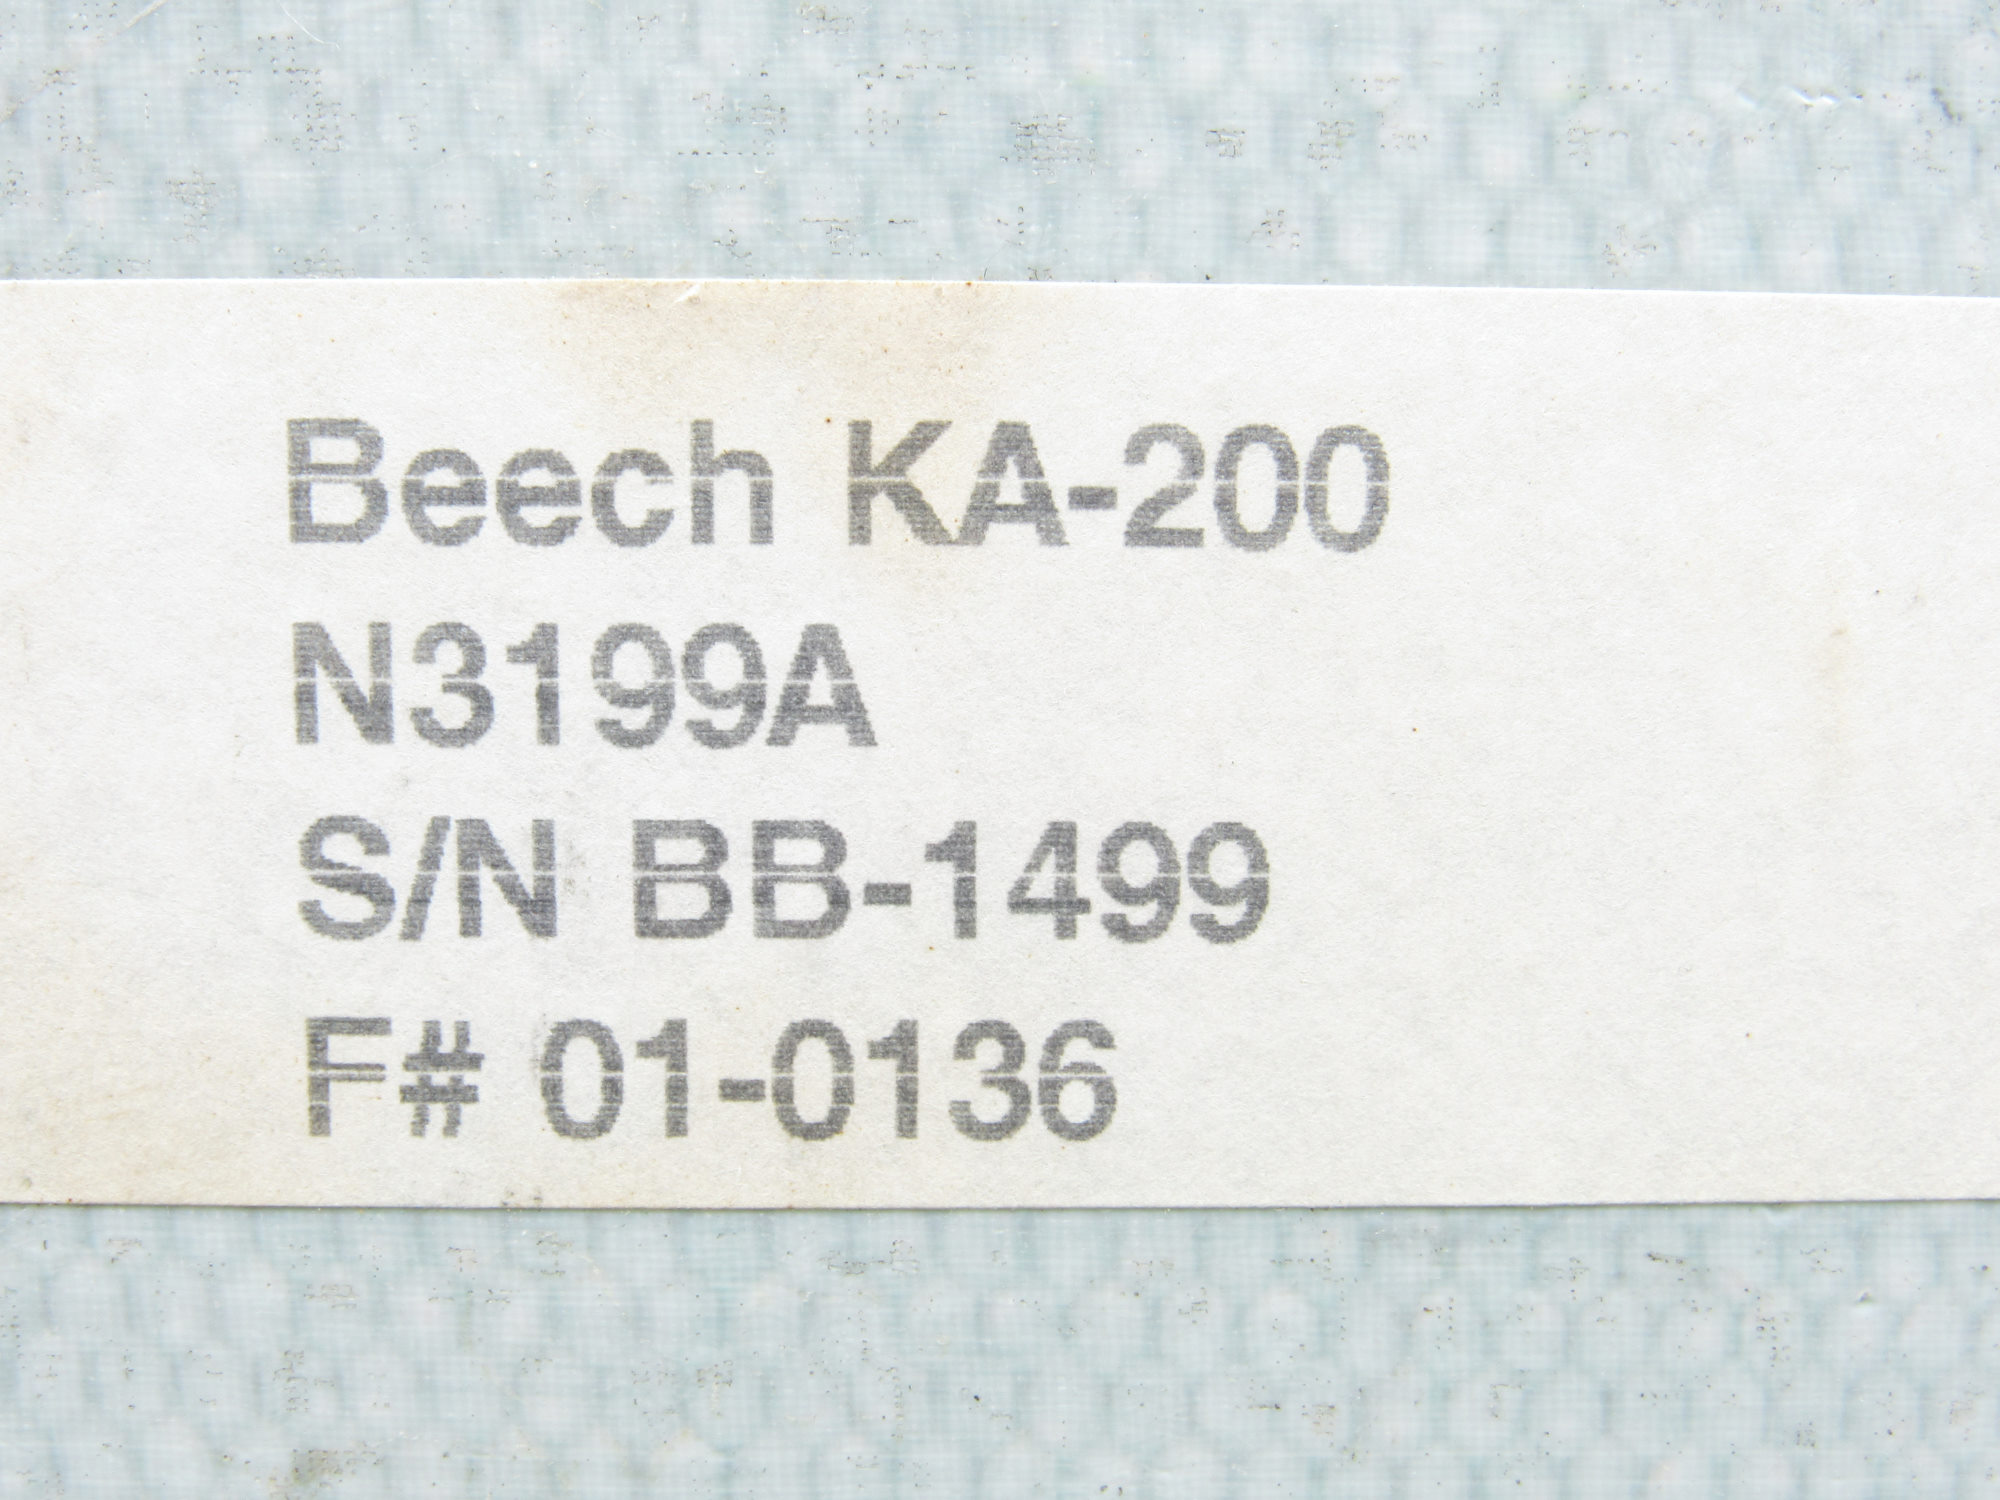 Beech KA-200
N3199A
S/N BB-1499
F# 01-0136